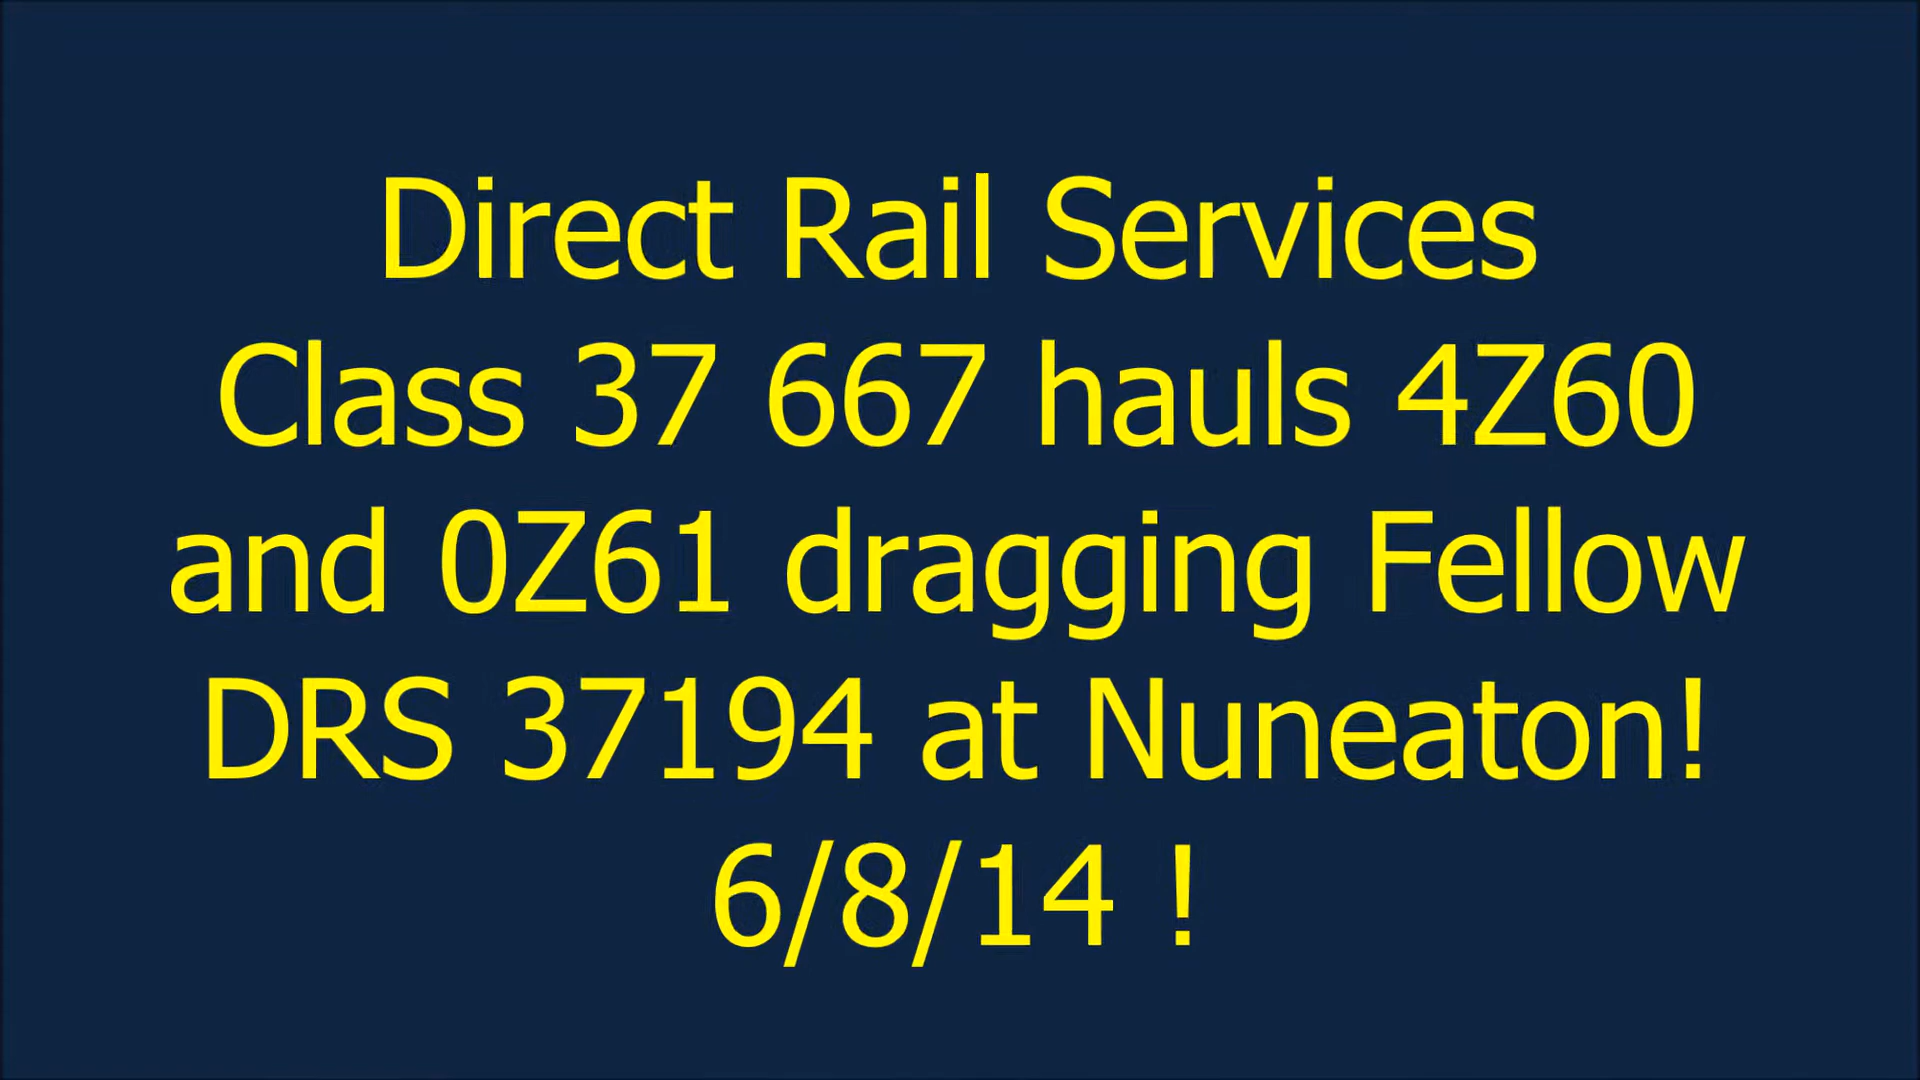 Direct Rail Services
Class 37 667 hauls 4Z60
and 0Z61 dragging Fellow
DRS 37194 at Nuneaton!
6/8/14 !